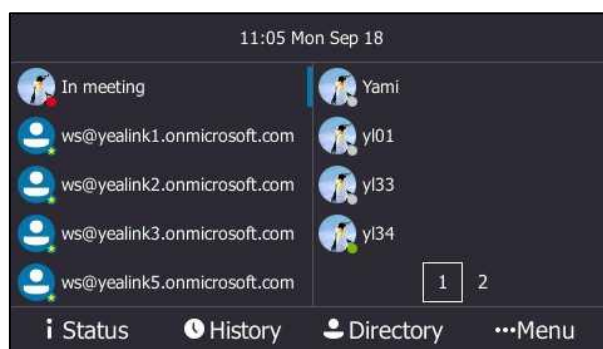 11:05 Mon Sep 18
In meeting
ws@yealink1.onmicrosoft.com
ws@yealink2.onmicrosoft.com
ws@yealink3.onmicrosoft.com
ws@yealink5.onmicrosoft.com
Yami
yl01
yl33
yl34
1 2
Status History Directory Menu